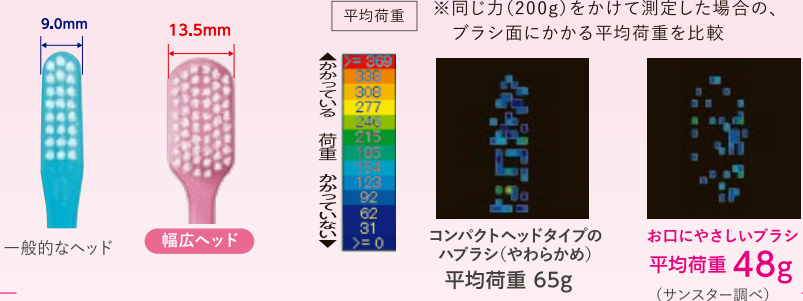 9.0mm
13.5mm
一般的なヘッド
幅広ヘッド
平均荷重
※同じ力(200g)をかけて測定した場合の、
ブラシ面にかかる平均荷重を比較
かかっている 荷重 かかっていない
>= 369
338
308
277
246
215
185
154
123
92
62
31
>= 0
コンパクトヘッドタイプの
ハブラシ(やわらかめ)
平均荷重 65g
お口にやさしいブラシ
平均荷重 48g
(サンスター調べ)